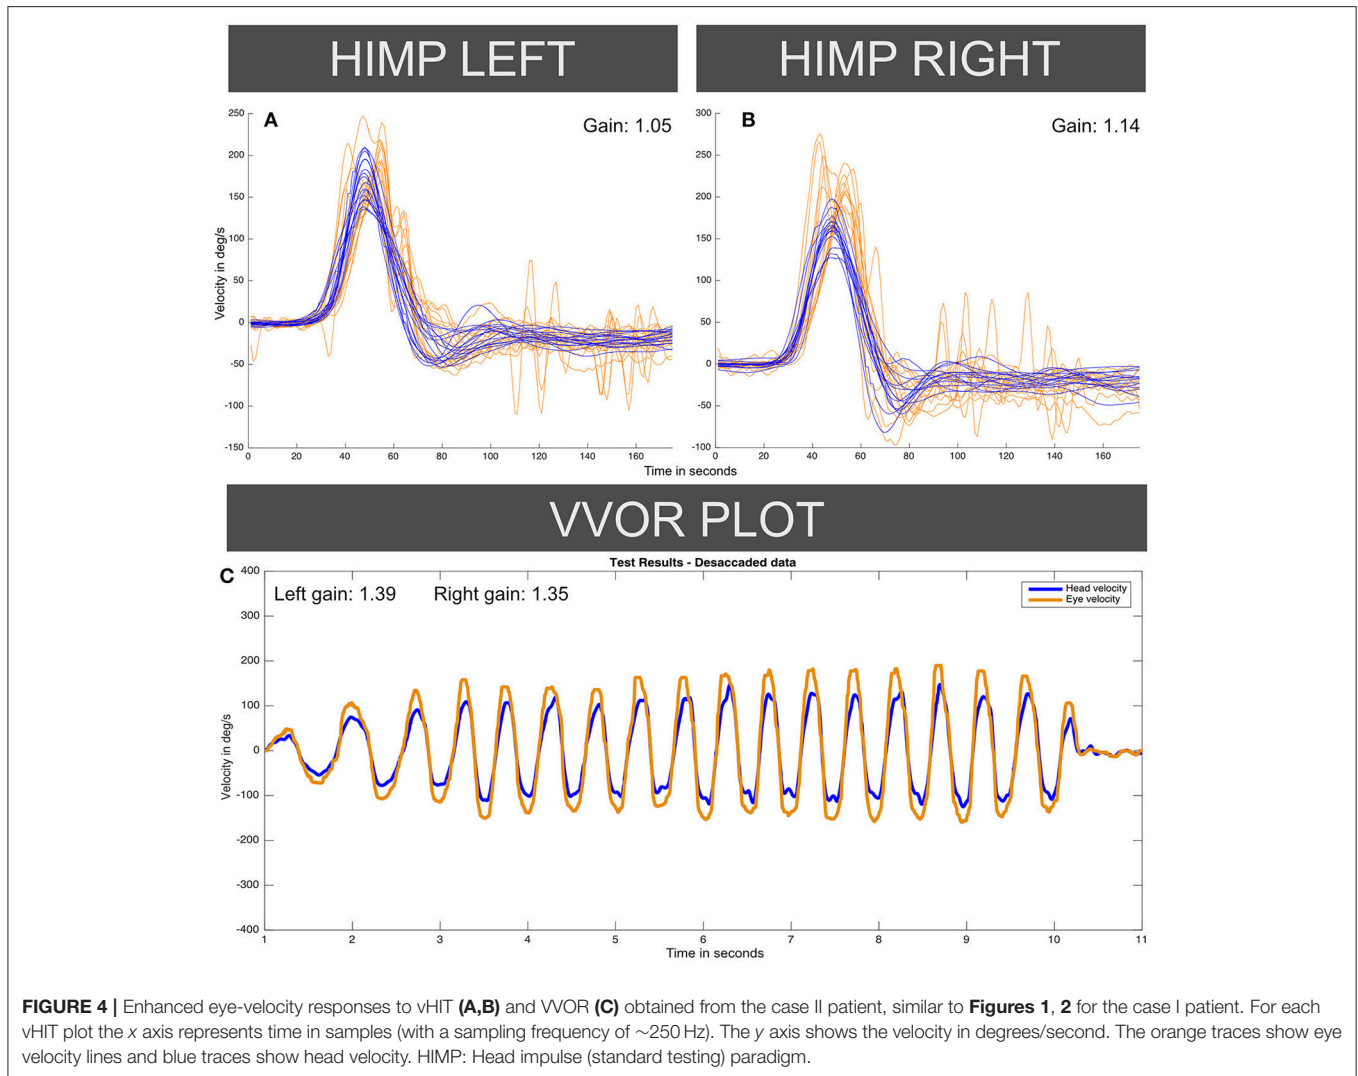 HIMP LEFT
HIMP RIGHT
A
Gain: 1.05
250
200
150
100
50
0
-50
-100
-150
Velocity in deg/s
0 20 40 60 80 100 120 140 160
B
Gain: 1.14
300
250
200
150
100
50
0
-50
-100
0 20 40 60 80 100 120 140 160
Time in seconds
VVOR PLOT
Test Results - Desaccaded data
C
Left gain: 1.39 Right gain: 1.35
Head velocity
Eye velocity
400
300
200
100
0
-100
-200
-300
-400
Velocity in deg/s
1 2 3 4 5 6 7 8 9 10 11
Time in seconds
FIGURE 4 | Enhanced eye-velocity responses to vHIT (A,B) and VVOR (C) obtained from the case II patient, similar to Figures 1, 2 for the case I patient. For each
vHIT plot the x axis represents time in samples (with a sampling frequency of ~250 Hz). The y axis shows the velocity in degrees/second. The orange traces show eye
velocity lines and blue traces show head velocity. HIMP: Head impulse (standard testing) paradigm.